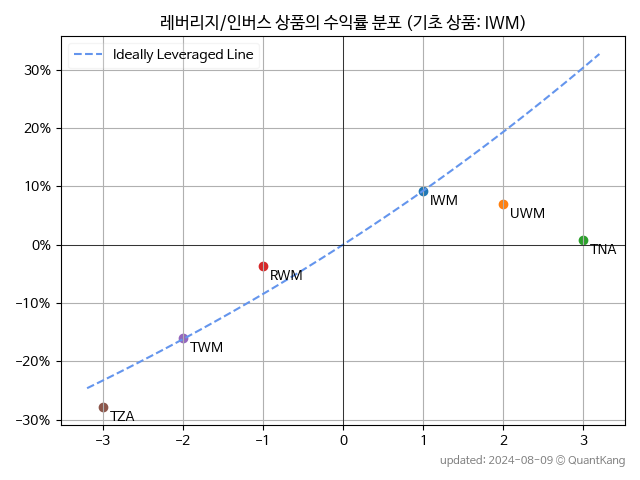 레버리지/인버스 상품의 수익률 분포 (기초 상품: IWM)
Ideally Leveraged Line
30%
20%
10%
0%
−10%
−20%
−30%
IWM
UWM
TNA
RWM
TWM
TZA
−3 −2 −1 0 1 2 3
updated: 2024-08-09 © QuantKang